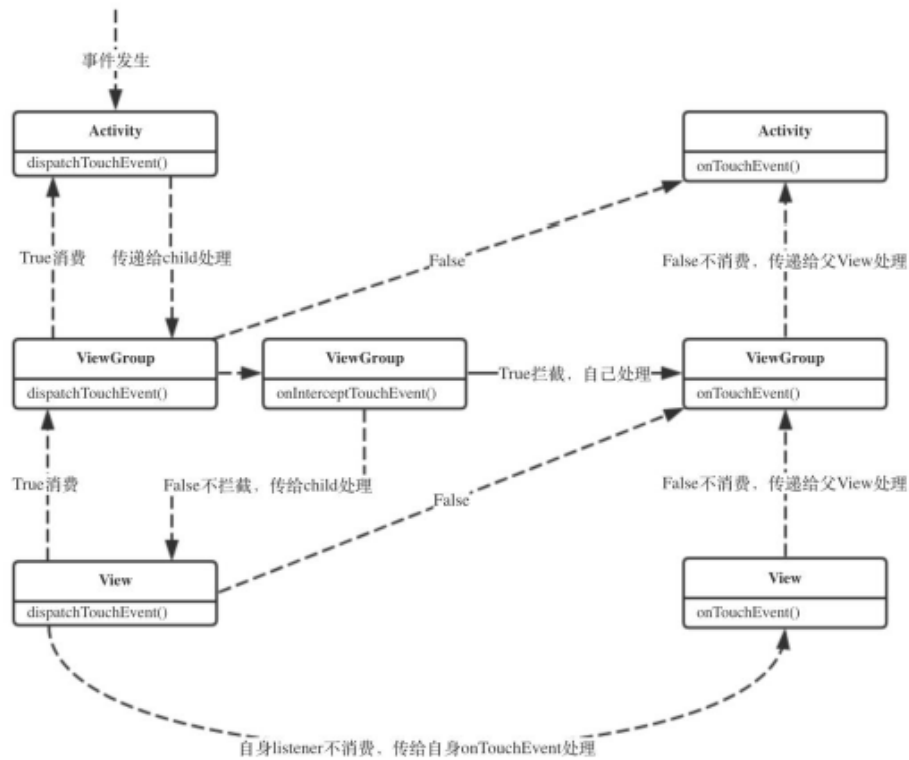 事件发生
Activity
dispatchTouchEvent()
Activity
onTouchEvent()
True消费
传递给child处理
False
False不消费，传递给父View处理
ViewGroup
dispatchTouchEvent()
ViewGroup
onInterceptTouchEvent()
True拦截，自己处理
ViewGroup
onTouchEvent()
True消费
False不拦截，传给child处理
False
False不消费，传递给父View处理
View
dispatchTouchEvent()
View
onTouchEvent()
自身listener不消费，传给自身onTouchEvent处理